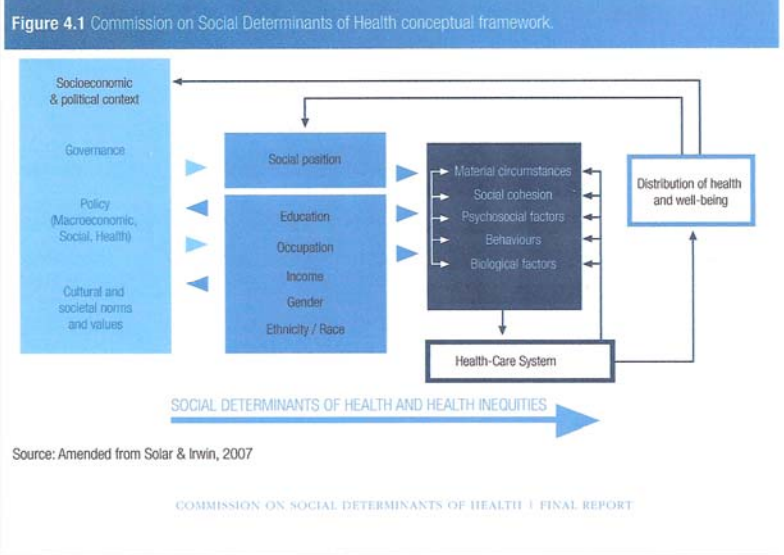 Figure 4.1 Commission on Social Determinants of Health conceptual framework.
Socioeconomic
& political context
Governance
Policy
(Macroeconomic,
Social, Health)
Cultural and
societal norms
and values
Social position
Education
Occupation
Income
Gender
Ethnicity / Race
Material circumstances
Social cohesion
Psychosocial factors
Behaviours
Biological factors
Health-Care System
Distribution of health
and well-being
SOCIAL DETERMINANTS OF HEALTH AND HEALTH INEQUITIES
Source: Amended from Solar & Irwin, 2007
COMMISSION ON SOCIAL DETERMINANTS OF HEALTH | FINAL REPORT